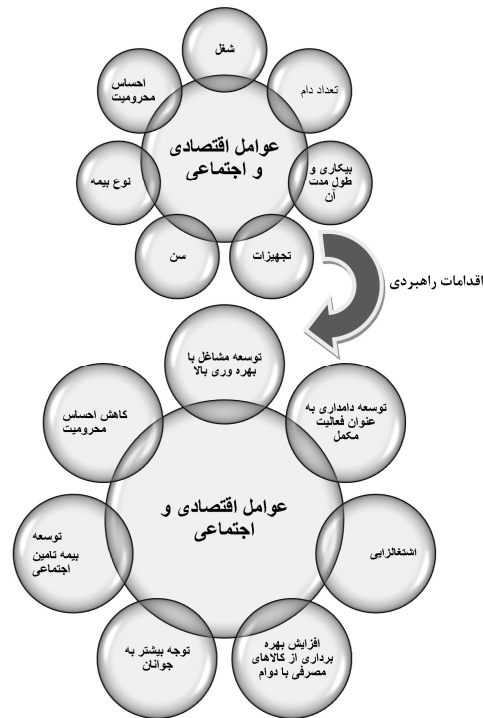 شغل
تعداد دام
بیکاری و
طول مدت
آن
تجهیزات
سن
نوع بیمه
احساس
محرومیت
عوامل اقتصادی
و اجتماعی
اقدامات راهبردی
توسعه مشاغل با
بهره وری بالا
توسعه دامداری به
عنوان فعالیت
مکمل
اشتغالزایی
افزایش بهره
برداری از کالاهای
مصرفی با دوام
توجه بیشتر به
جوانان
توسعه
بیمه تامین
اجتماعی
کاهش احساس
محرومیت
عوامل اقتصادی و
اجتماعی